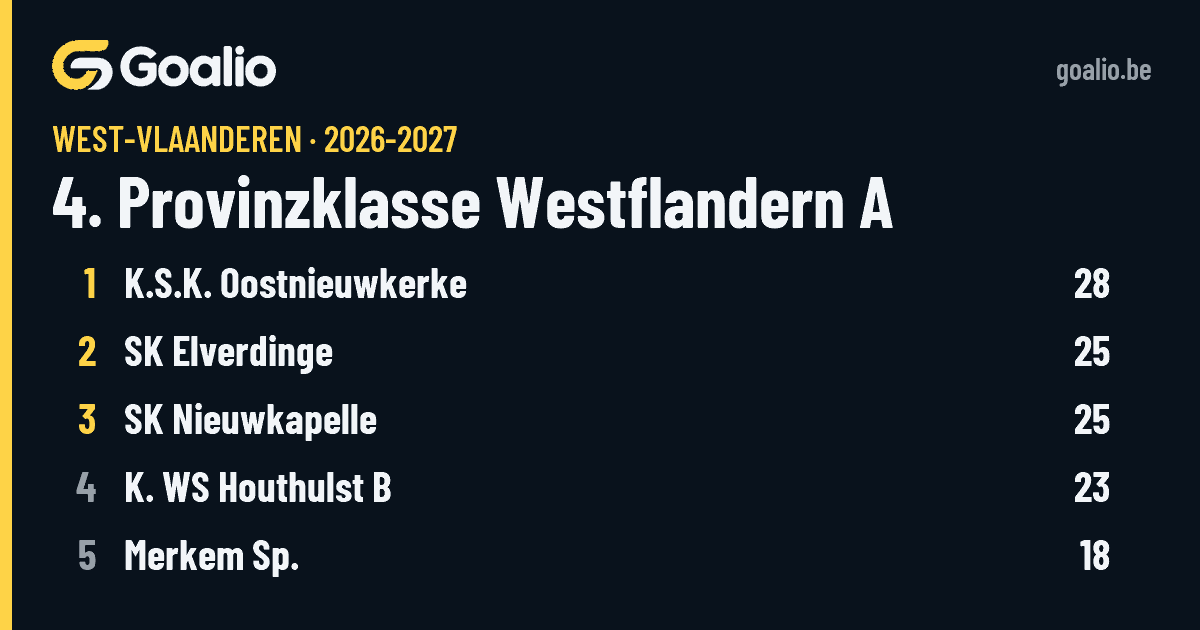 Goalio
goalio.be
WEST-VLAANDEREN · 2026-2027
4. Provinzklasse Westflandern A
1 K.S.K. Oostnieuwkerke 28
2 SK Elverdinge 25
3 SK Nieuwkapelle 25
4 K. WS Houthulst B 23
5 Merkem Sp. 18